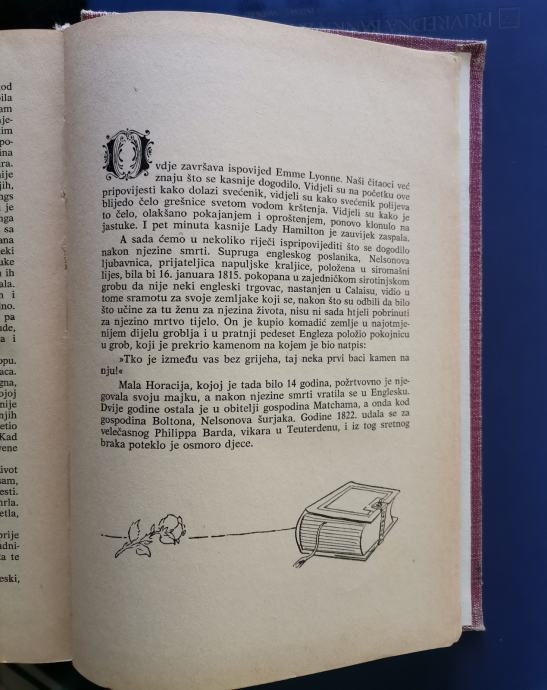 PRIVREDNA BANKA
Ovdje završava ispovijed Emme Lyonne. Naši čitaoci već
znaju što se kasnije dogodilo. Vidjeli su na početku ove
pripovijesti kako dolazi svećenik, vidjeli su kako svećenik polijeva
blijedo čelo grešnice svetom vodom krštenja. Vidjeli su kako je
to čelo, olakšano pokajanjem i oproštenjem, ponovo klonulo na
jastuke. I pet minuta kasnije Lady Hamilton je zauvijek zaspala.
A sada ćemo u nekoliko riječi ispripovijediti što se dogodilo
nakon njezine smrti. Supruga engleskog poslanika, Nelsonova
ljubavnica, prijateljica napuljske kraljice, položena u siromašni
lijes, bila bi 16. januara 1815. pokopana u zajedničkom sirotinjskom
grobu da nije neki engleski trgovac, nastanjen u Calaisu, vidio u
tome sramotu za svoje zemljake koji se, nakon što su odbili da bilo
što učine za tu ženu za njezina života, nisu ni sada htjeli pobrinuti
za njezino mrtvo tijelo. On je kupio komadić zemlje u najotmje-
nijem dijelu groblja i u pratnji pedeset Engleza položio pokojnicu
u grob, koji je prekrio kamenom na kojem je bio natpis:
»Tko je između vas bez grijeha, taj neka prvi baci kamen na
nju!«
Mala Horacija, kojoj je tada bilo 14 godina, požrtvovno je nje-
govala svoju majku, a nakon njezine smrti vratila se u Englesku.
Dvije godine ostala je u obitelji gospodina Matchama, a onda kod
gospodina Boltona, Nelsonova šurjaka. Godine 1822. udala se za
velečasnog Philippa Barda, vikara u Teuterdenu, i iz tog sretnog
braka poteklo je osmoro djece.